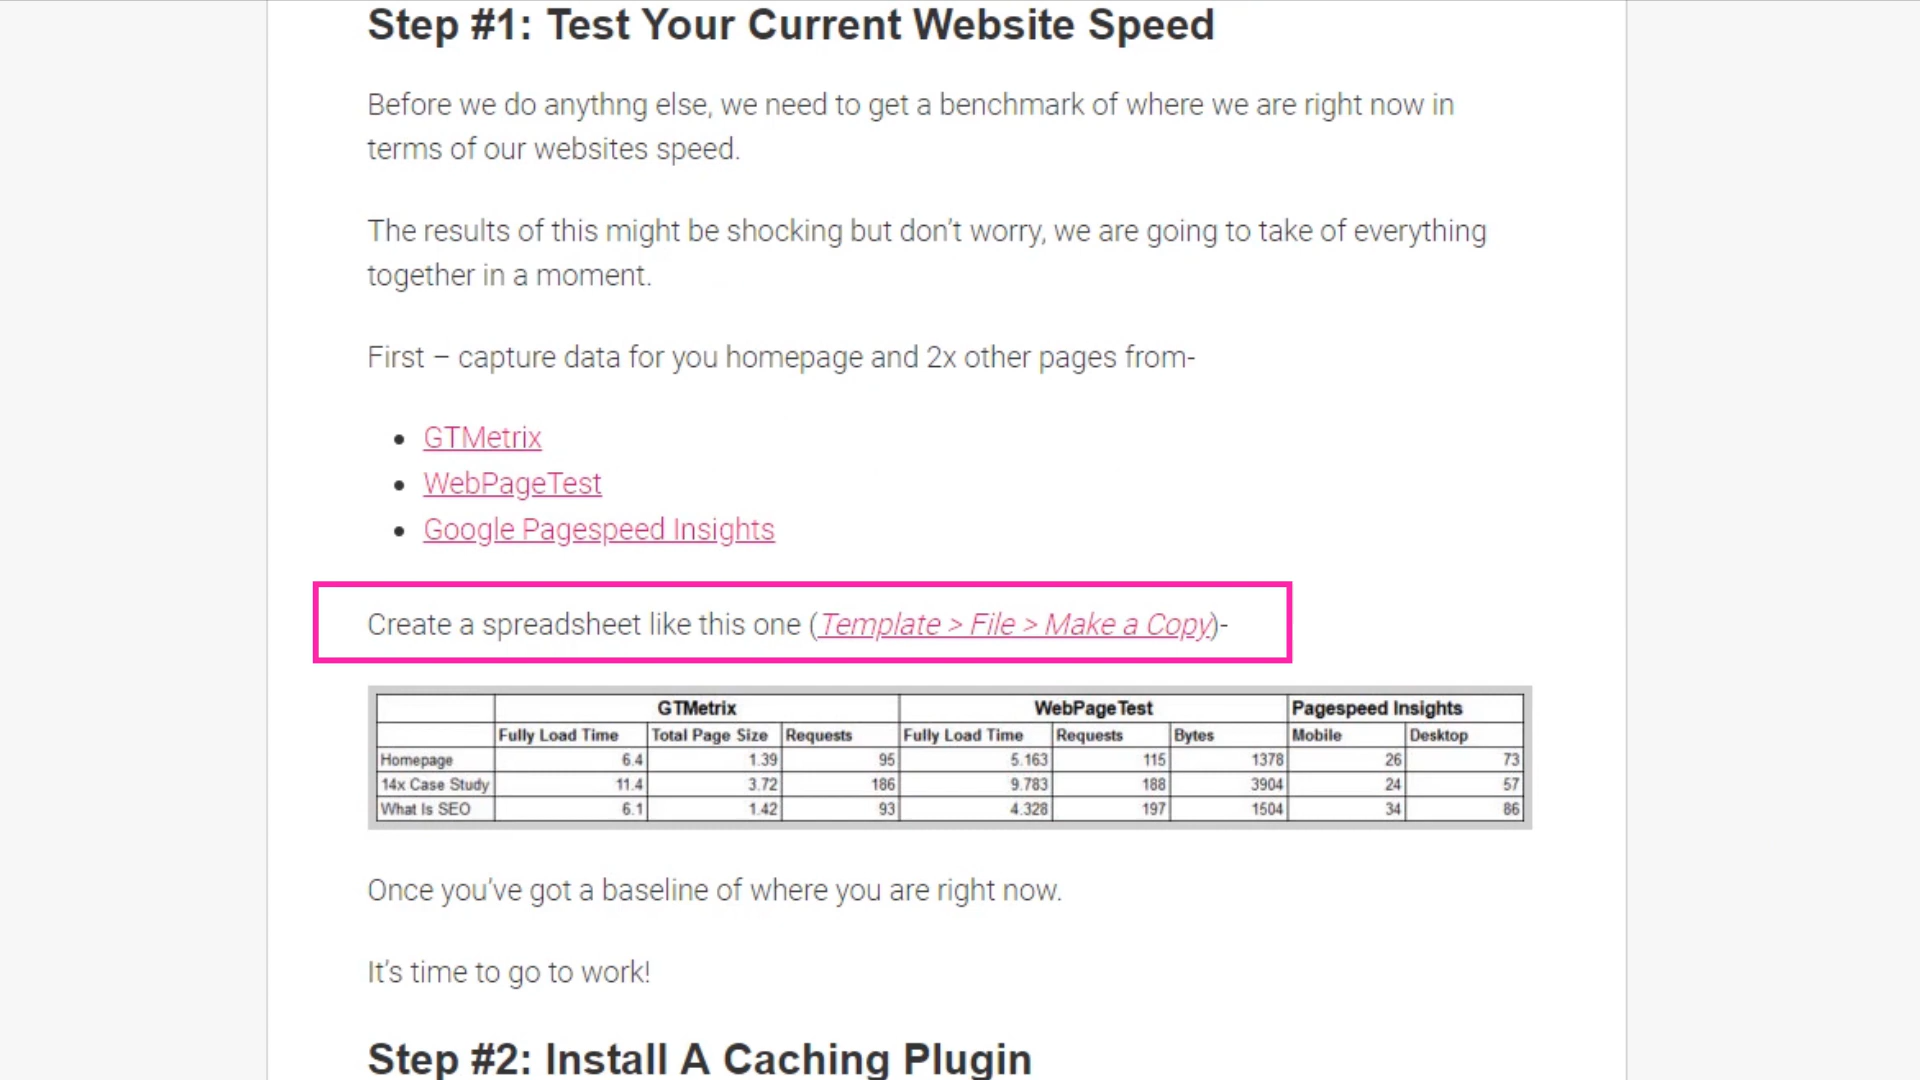 Step #1: Test Your Current Website Speed
Before we do anythng else, we need to get a benchmark of where we are right now in
terms of our websites speed.
The results of this might be shocking but don’t worry, we are going to take of everything
together in a moment.
First – capture data for you homepage and 2x other pages from-
• GTMetrix
• WebPageTest
• Google Pagespeed Insights
Create a spreadsheet like this one (Template > File > Make a Copy)-
GTMetrix WebPageTest Pagespeed Insights
Fully Load Time Total Page Size Requests Fully Load Time Requests Bytes Mobile Desktop
Homepage 6.4 1.39 95 5.163 115 1378 26 73
14x Case Study 11.4 3.72 186 9.783 188 3904 24 57
What Is SEO 6.1 1.42 93 4.328 197 1504 34 86
Once you’ve got a baseline of where you are right now.
It’s time to go to work!
Step #2: Install A Caching Plugin